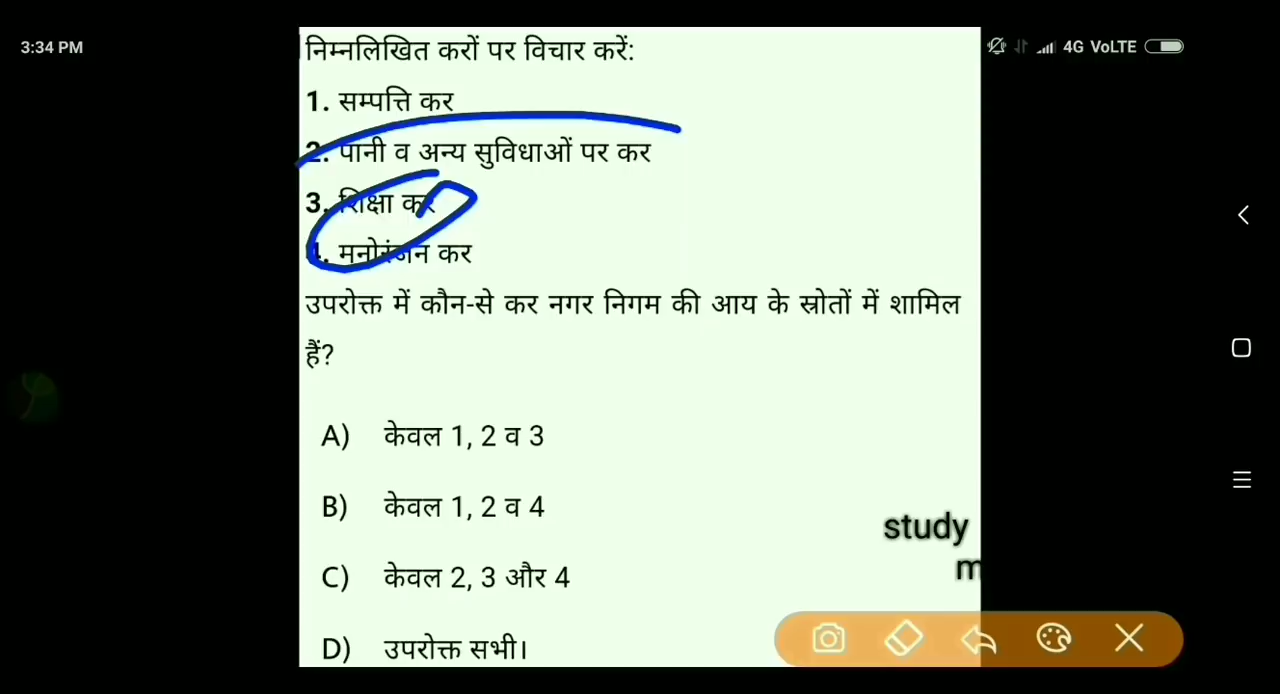 3:34 PM
4G VoLTE
निम्नलिखित करों पर विचार करें:
1. सम्पत्ति कर
2. पानी व अन्य सुविधाओं पर कर
3. शिक्षा कर
4. मनोरंजन कर
उपरोक्त में कौन-से कर नगर निगम की आय के स्रोतों में शामिल
हैं?
A) केवल 1, 2 व 3
B) केवल 1, 2 व 4
C) केवल 2, 3 और 4
D) उपरोक्त सभी।
study
m